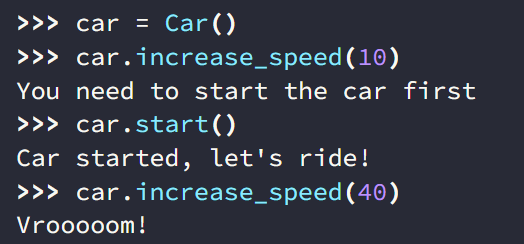 >>> car = Car()
>>> car.increase_speed(10)
You need to start the car first
>>> car.start()
Car started, let's ride!
>>> car.increase_speed(40)
Vrooooom!